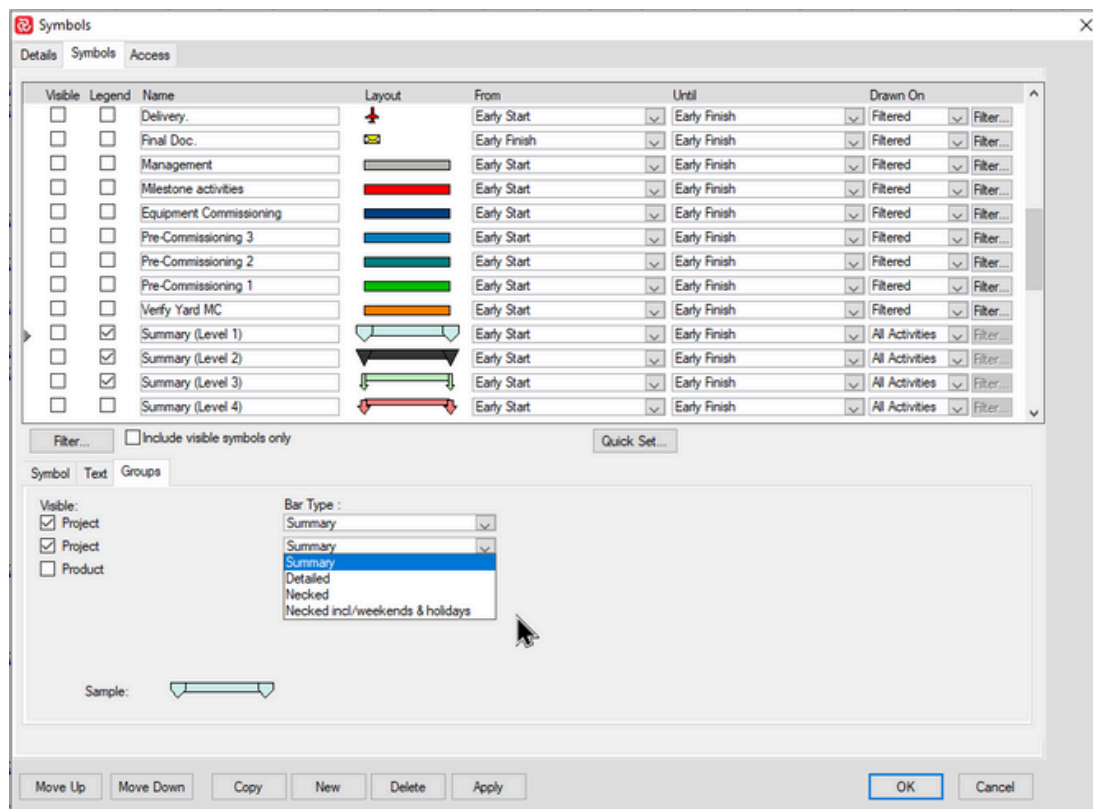 Symbols
Details Symbols Access
Visible Legend Name Layout From Until Drawn On
Delivery. Early Start Early Finish Filtered Filter...
Final Doc. Early Finish Early Finish Filtered Filter...
Management Early Start Early Finish Filtered Filter...
Milestone activities Early Start Early Finish Filtered Filter...
Equipment Commissioning Early Start Early Finish Filtered Filter...
Pre-Commissioning 3 Early Start Early Finish Filtered Filter...
Pre-Commissioning 2 Early Start Early Finish Filtered Filter...
Pre-Commissioning 1 Early Start Early Finish Filtered Filter...
Verify Yard MC Early Start Early Finish Filtered Filter...
Summary (Level 1) Early Start Early Finish All Activities Filter...
Summary (Level 2) Early Start Early Finish All Activities Filter...
Summary (Level 3) Early Start Early Finish All Activities Filter...
Summary (Level 4) Early Start Early Finish All Activities Filter...
Filter... Include visible symbols only Quick Set...
Symbol Text Groups
Visible: Bar Type :
Project Summary
Project Summary
Product Summary
Detailed
Necked
Necked incl/weekends & holidays
Sample:
Move Up Move Down Copy New Delete Apply OK Cancel